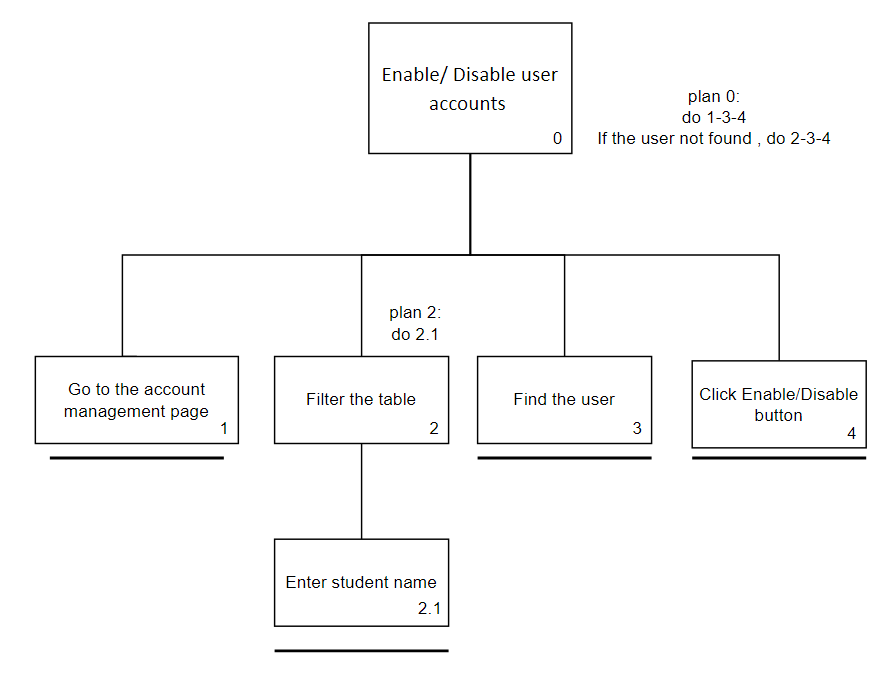 Enable/ Disable user
accounts
0
plan 0:
do 1-3-4
If the user not found , do 2-3-4
plan 2:
do 2.1
Go to the account
management page
1
Filter the table
2
Find the user
3
Click Enable/Disable
button
4
Enter student name
2.1